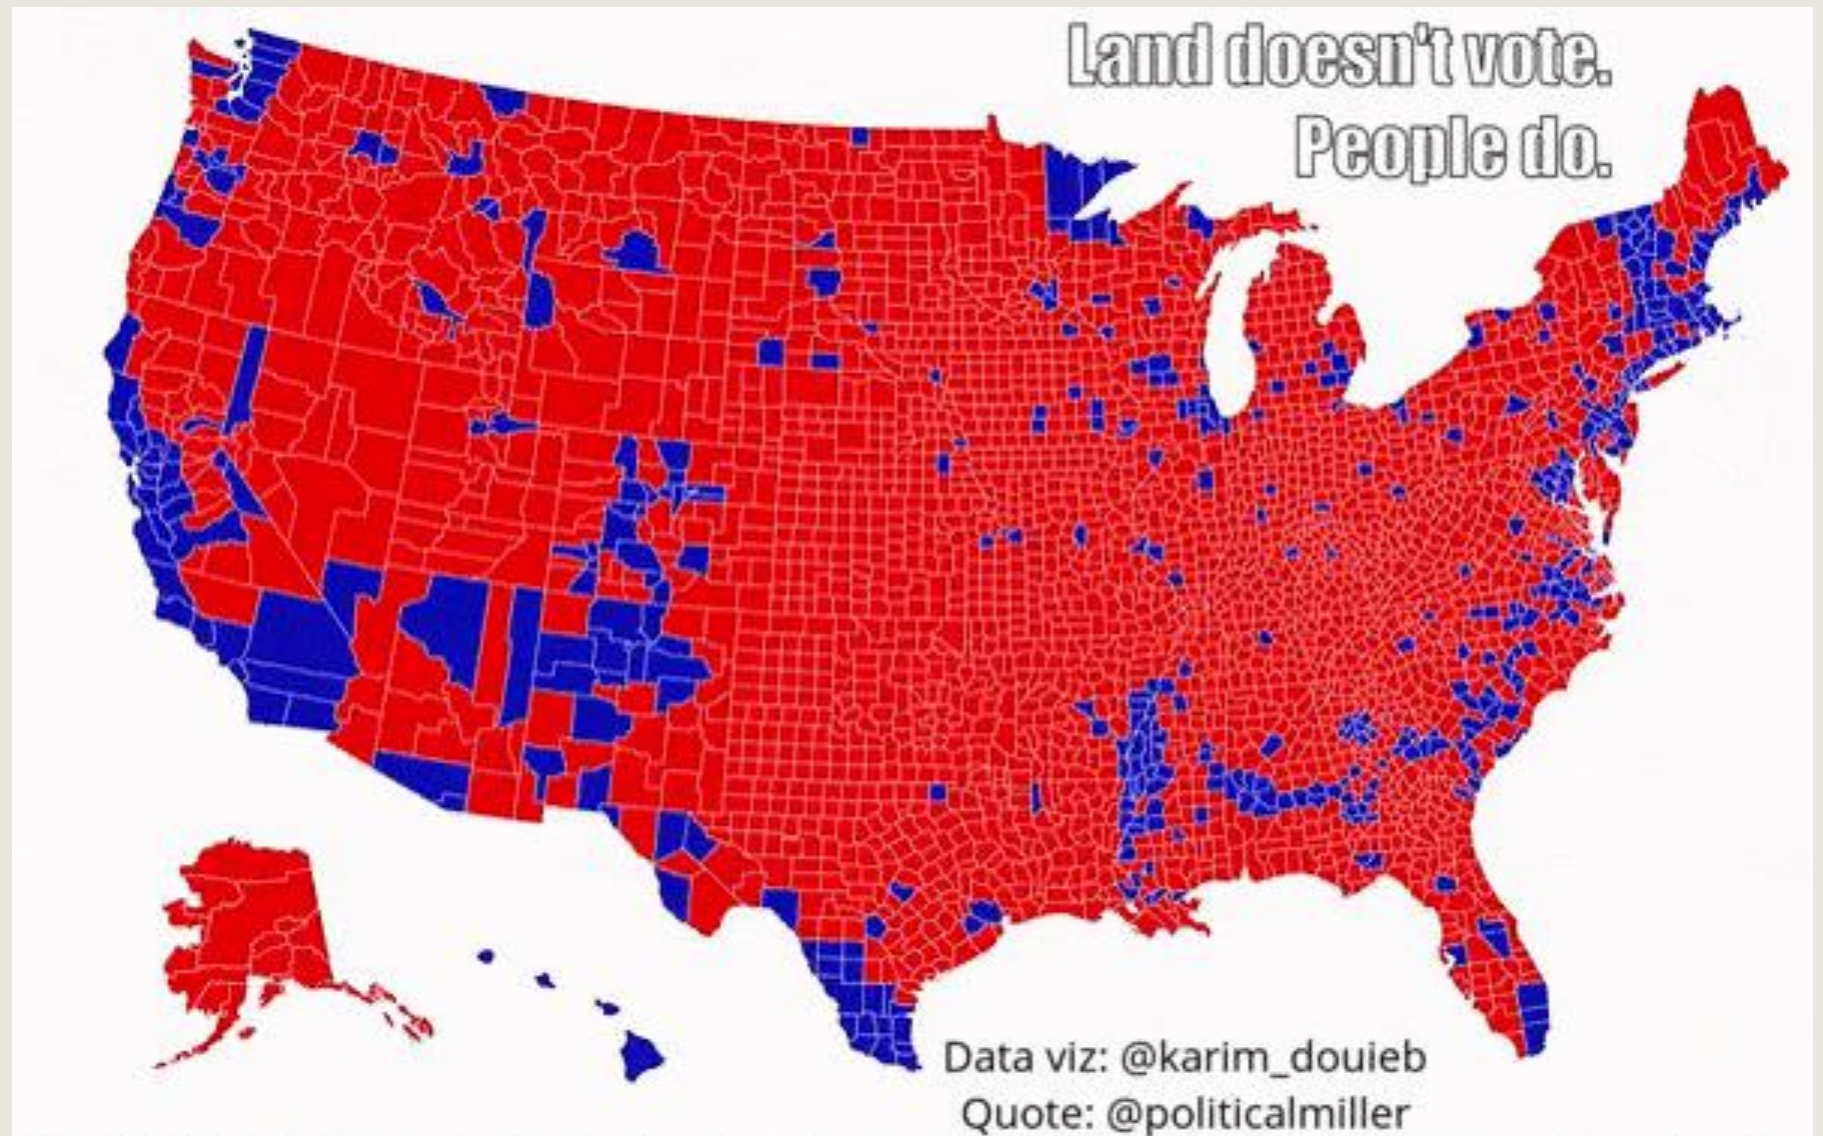 Land doesn't vote.
People do.
Data viz: @karim_douieb
Quote: @politicalmiller